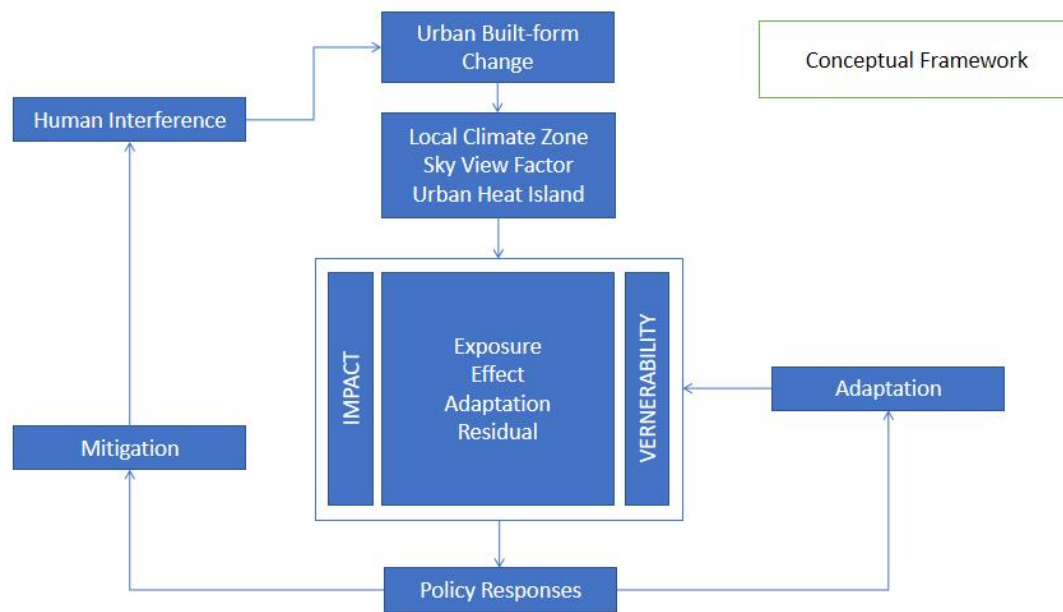 Urban Built-form
Change
Conceptual Framework
Human Interference
Local Climate Zone
Sky View Factor
Urban Heat Island
IMPACT
Exposure
Effect
Adaptation
Residual
VERNERABILITY
Adaptation
Mitigation
Policy Responses